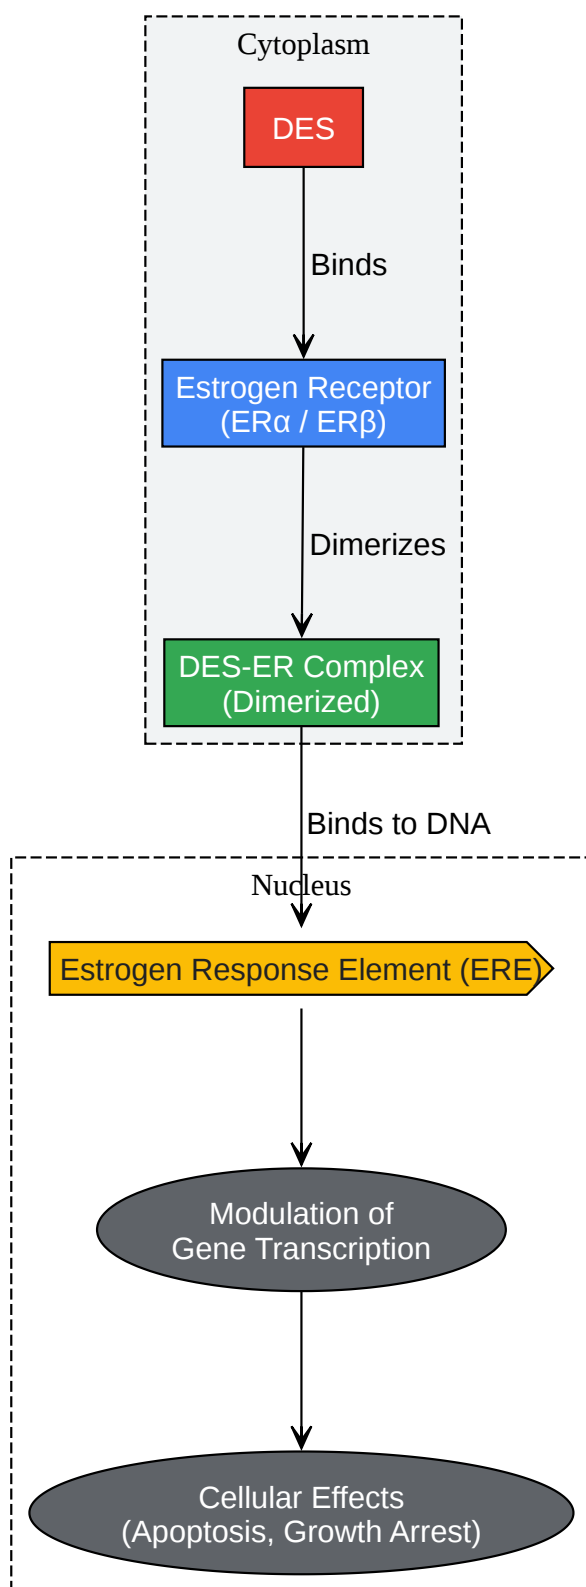 Cytoplasm
DES
Binds
Estrogen Receptor
(ERα / ERβ)
Dimerizes
DES-ER Complex
(Dimerized)
Binds to DNA
Nucleus
Estrogen Response Element (ERE)
Modulation of
Gene Transcription
Cellular Effects
(Apoptosis, Growth Arrest)